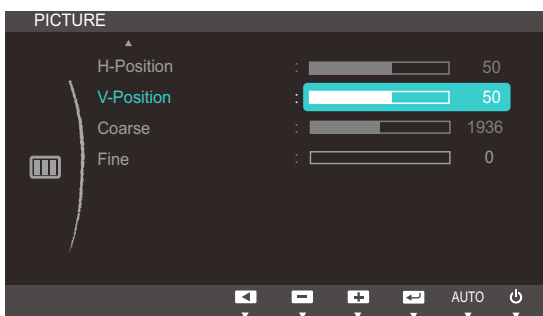 PICTURE
H-Position : 50
V-Position : 50
Coarse : 1936
Fine : 0
AUTO